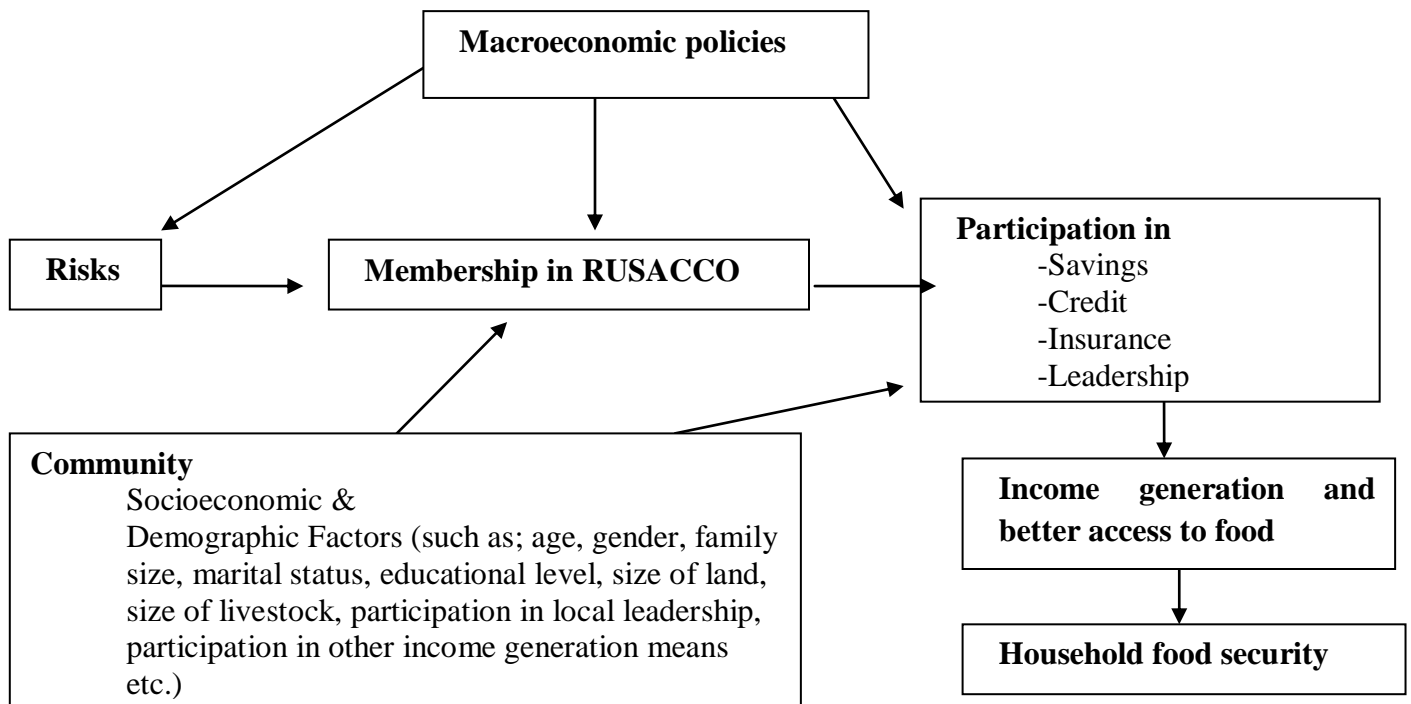 Macroeconomic policies
Risks
Membership in RUSACCO
Participation in
-Savings
-Credit
-Insurance
-Leadership
Community
Socioeconomic &
Demographic Factors (such as; age, gender, family
size, marital status, educational level, size of land,
size of livestock, participation in local leadership,
participation in other income generation means
etc.)
Income generation and
better access to food
Household food security